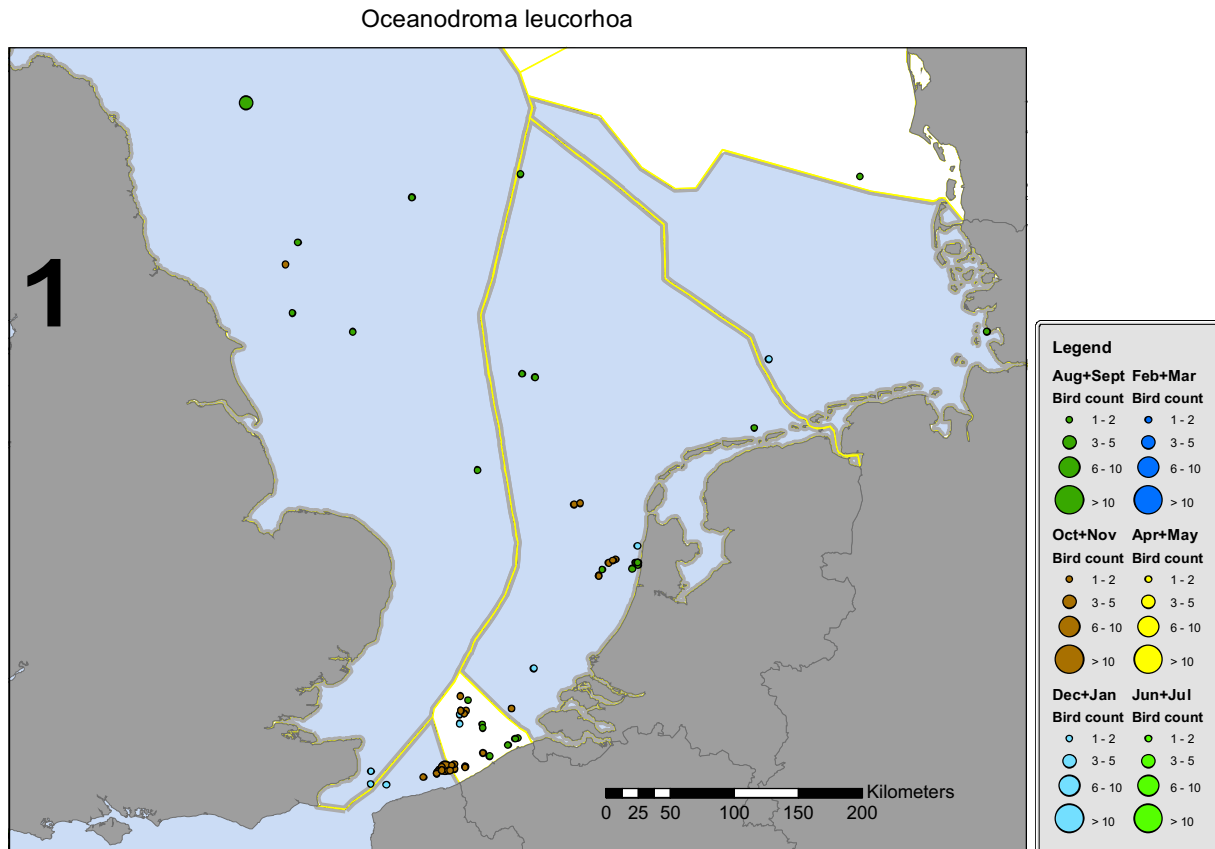 Oceanodroma leucorhoa
1
Kilometers
0 25 50 100 150 200
Legend
Aug+Sept Feb+Mar
Bird count Bird count
1 - 2 1 - 2
3 - 5 3 - 5
6 - 10 6 - 10
> 10 > 10
Oct+Nov Apr+May
Bird count Bird count
1 - 2 1 - 2
3 - 5 3 - 5
6 - 10 6 - 10
> 10 > 10
Dec+Jan Jun+Jul
Bird count Bird count
1 - 2 1 - 2
3 - 5 3 - 5
6 - 10 6 - 10
> 10 > 10